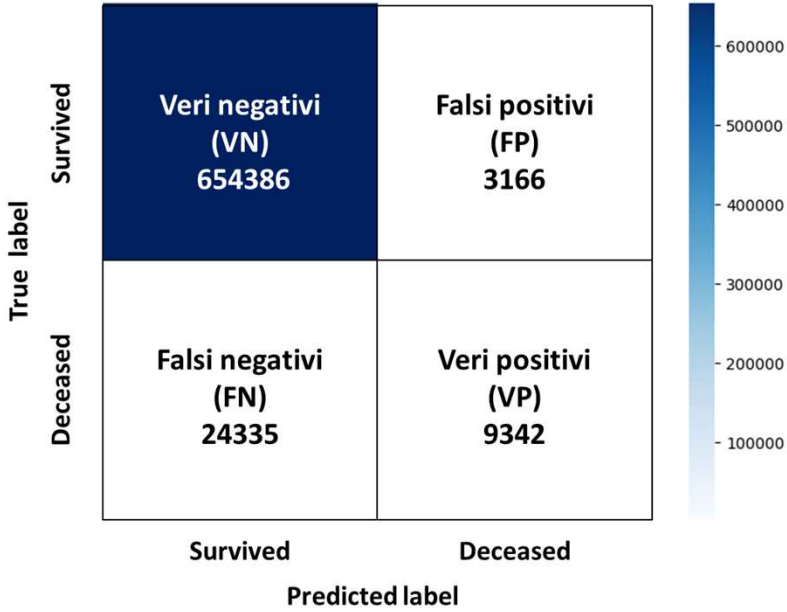 True label
Survived
Veri negativi
(VN)
654386
Falsi positivi
(FP)
3166
Deceased
Falsi negativi
(FN)
24335
Veri positivi
(VP)
9342
Survived
Deceased
Predicted label
600000
500000
400000
300000
200000
100000